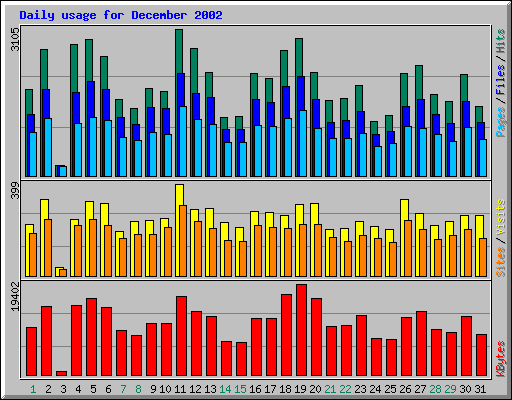 Daily usage for December 2002
3105
Pages / Files / Hits
399
Sites / Visits
19402
KBytes
1 2 3 4 5 6 7 8 9 10 11 12 13 14 15 16 17 18 19 20 21 22 23 24 25 26 27 28 29 30 31